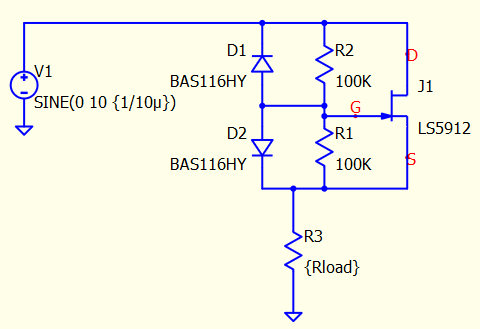 D1
R2
D
V1
BAS116HY
100K
J1
SINE(0 10 {1/10µ})
G
D2
R1
LS5912
BAS116HY
100K
S
R3
{Rload}